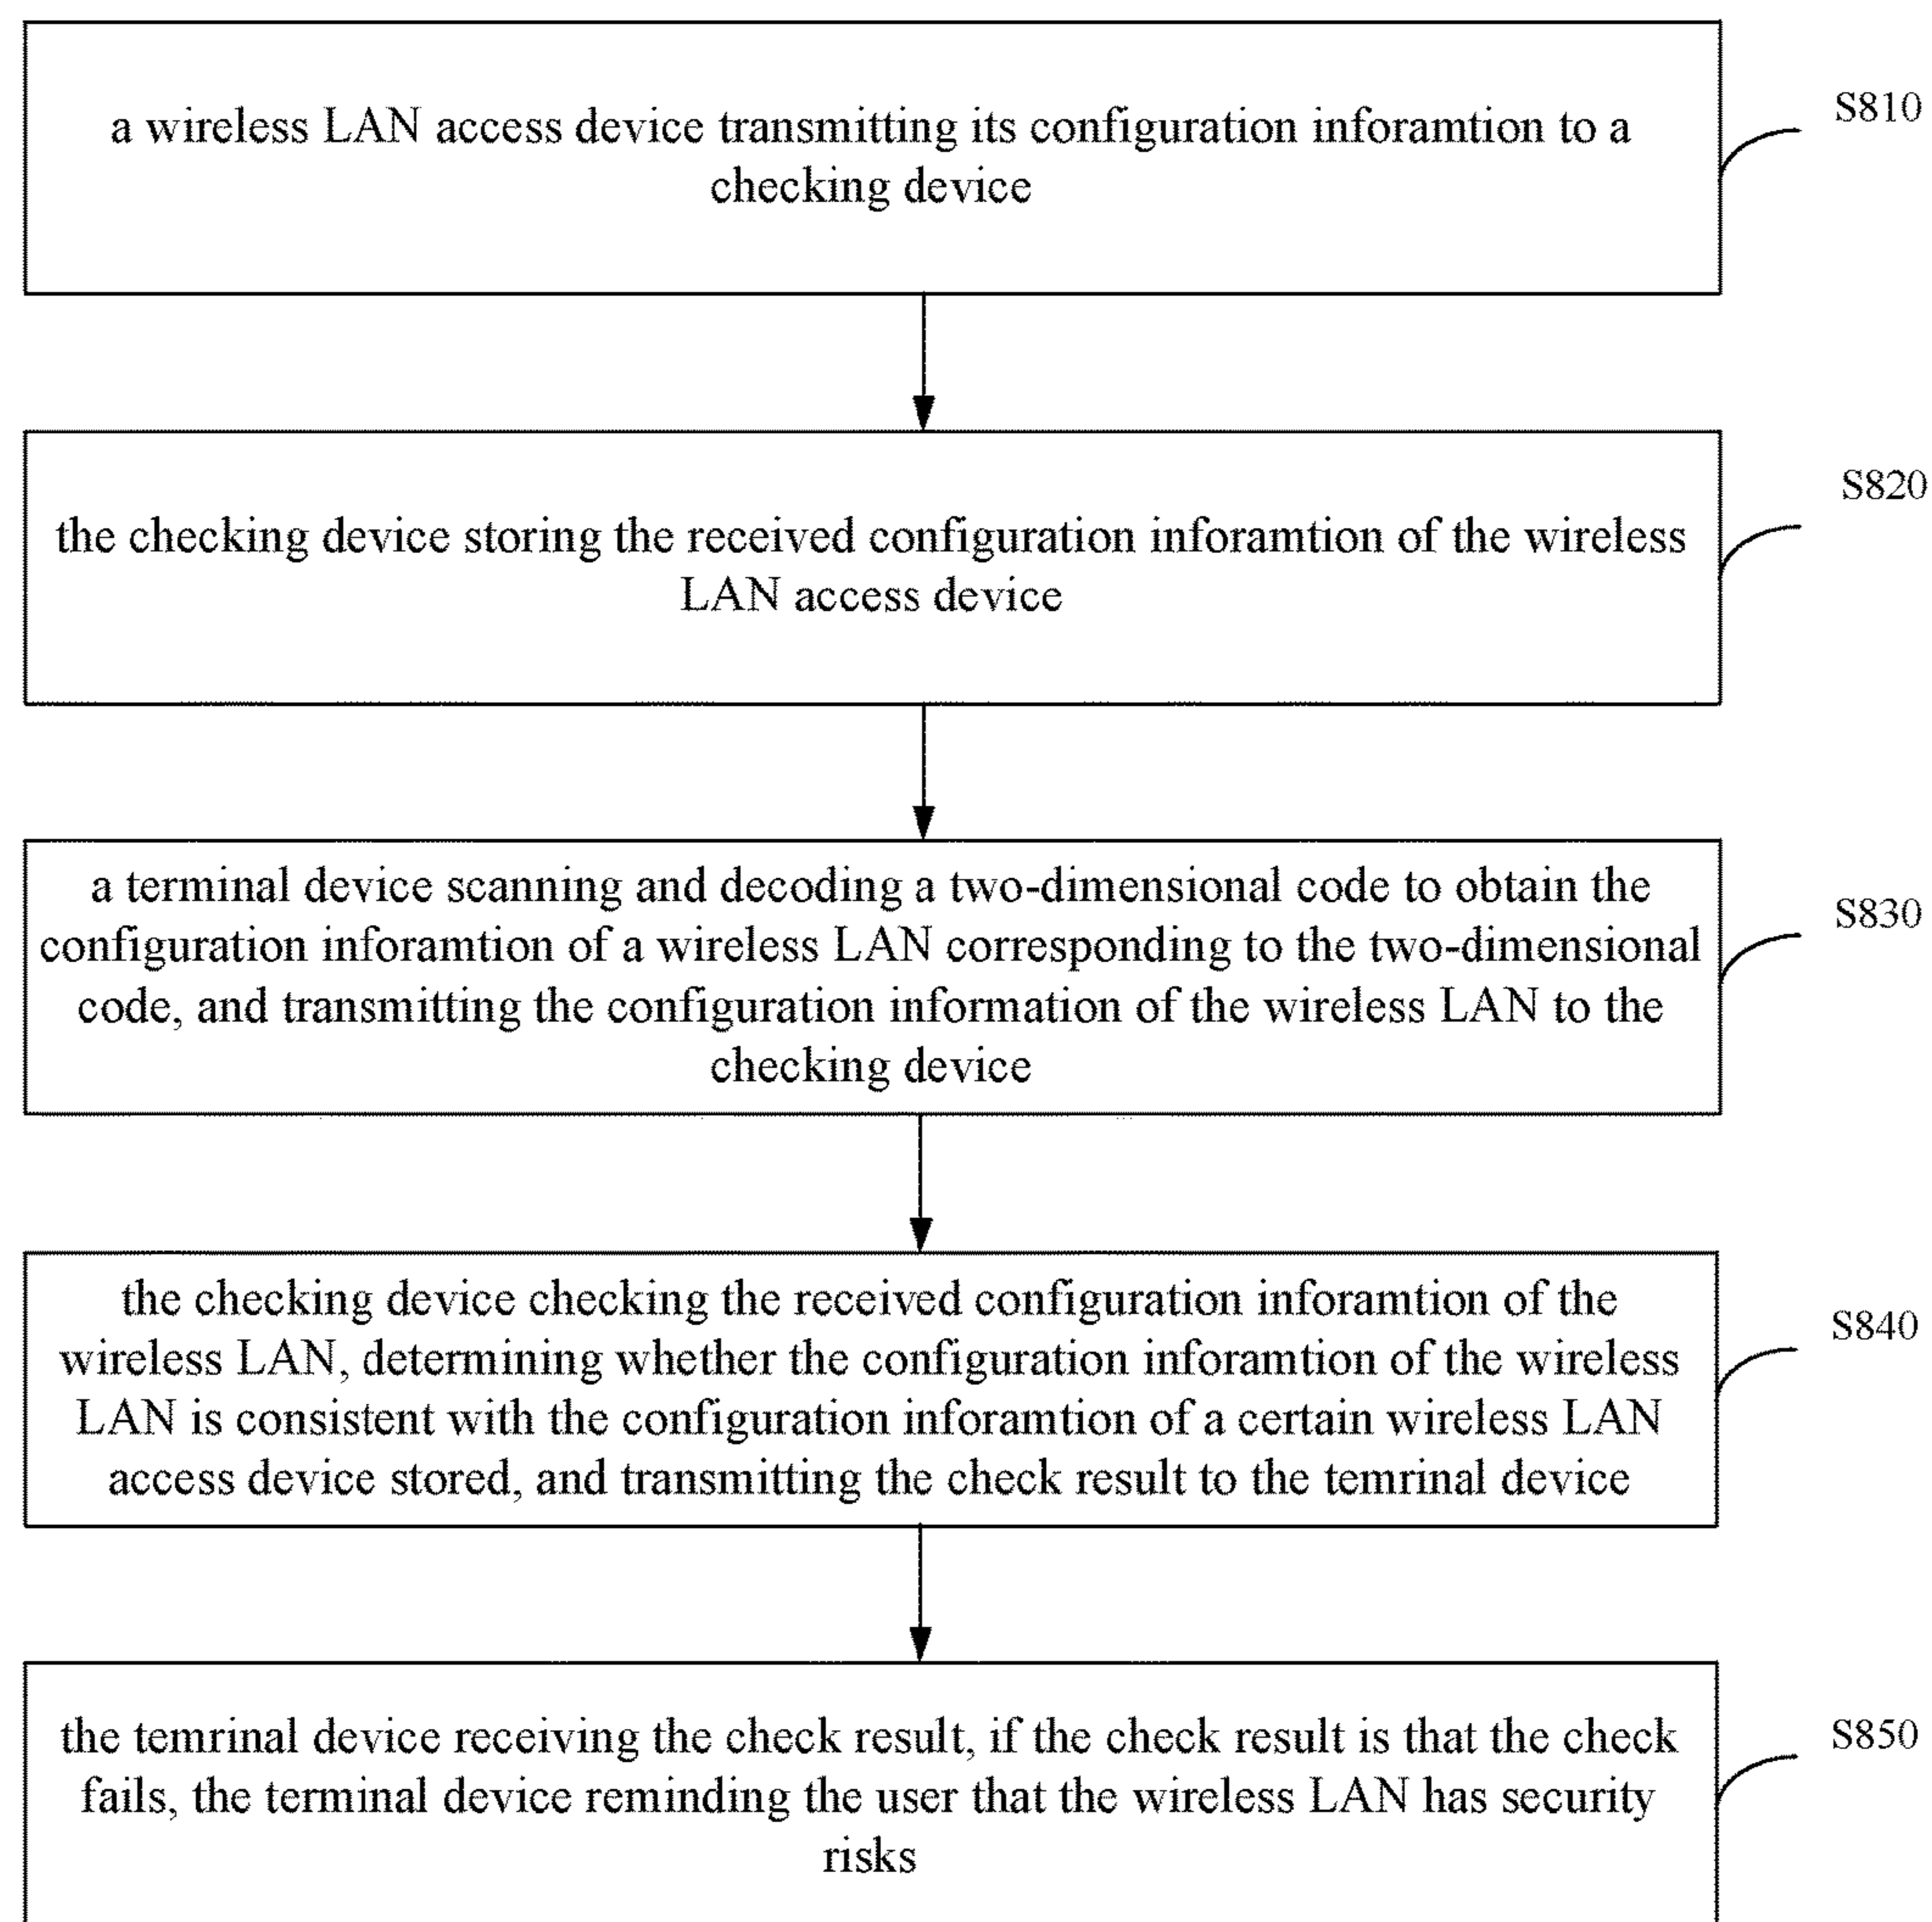 a wireless LAN access device transmitting its configuration inforamtion to a
checking device
S810
the checking device storing the received configuration inforamtion of the wireless
LAN access device
S820
a terminal device scanning and decoding a two-dimensional code to obtain the
configuration inforamtion of a wireless LAN corresponding to the two-dimensional
code, and transmitting the configuration information of the wireless LAN to the
checking device
S830
the checking device checking the received configuration inforamtion of the
wireless LAN, determining whether the configuration inforamtion of the wireless
LAN is consistent with the configuration inforamtion of a certain wireless LAN
access device stored, and transmitting the check result to the temrinal device
S840
the temrinal device receiving the check result, if the check result is that the check
fails, the terminal device reminding the user that the wireless LAN has security
risks
S850